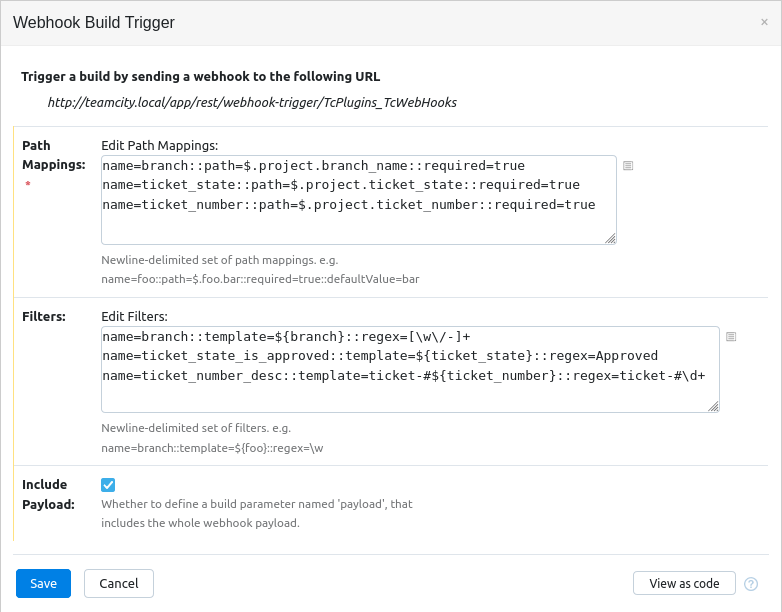 Webhook Build Trigger
×
Trigger a build by sending a webhook to the following URL
http://teamcity.local/app/rest/webhook-trigger/TcPlugins_TcWebHooks
Path Mappings: *
Edit Path Mappings:
name=branch::path=$.project.branch_name::required=true
name=ticket_state::path=$.project.ticket_state::required=true
name=ticket_number::path=$.project.ticket_number::required=true
Newline-delimited set of path mappings. e.g.
name=foo::path=$.foo.bar::required=true::defaultValue=bar
Filters:
Edit Filters:
name=branch::template=${branch}::regex=[\w\/-]+
name=ticket_state_is_approved::template=${ticket_state}::regex=Approved
name=ticket_number_desc::template=ticket-#${ticket_number}::regex=ticket-#\d+
Newline-delimited set of filters. e.g.
name=branch::template=${foo}::regex=\w
Include
Payload:
Whether to define a build parameter named 'payload', that
includes the whole webhook payload.
Save
Cancel
View as code
?